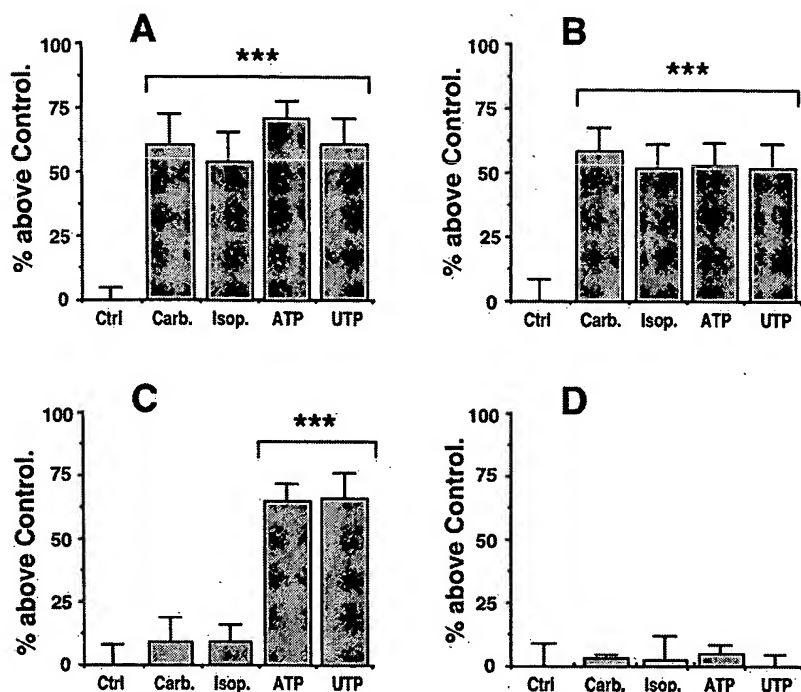 A
***
% above Control.
100
75
50
25
0
Ctrl Carb. Isop. ATP UTP
B
***
% above Control.
100
75
50
25
0
Ctrl Carb. Isop. ATP UTP
C
***
% above Control.
100
75
50
25
0
Ctrl Carb. Isop. ATP UTP
D
% above Control.
100
75
50
25
0
Ctrl Carb. Isop. ATP UTP